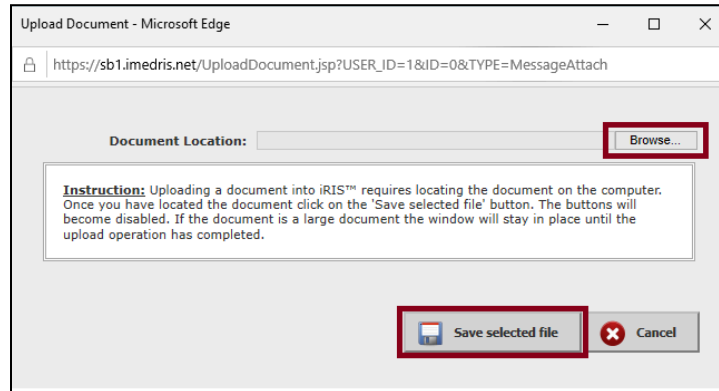 Upload Document - Microsoft Edge
https://sb1.imedris.net/UploadDocument.jsp?USER_ID=1&ID=0&TYPE=MessageAttach
Document Location: Browse...
Instruction: Uploading a document into iRIS™ requires locating the document on the computer.
Once you have located the document click on the 'Save selected file' button. The buttons will
become disabled. If the document is a large document the window will stay in place until the
upload operation has completed.
Save selected file Cancel